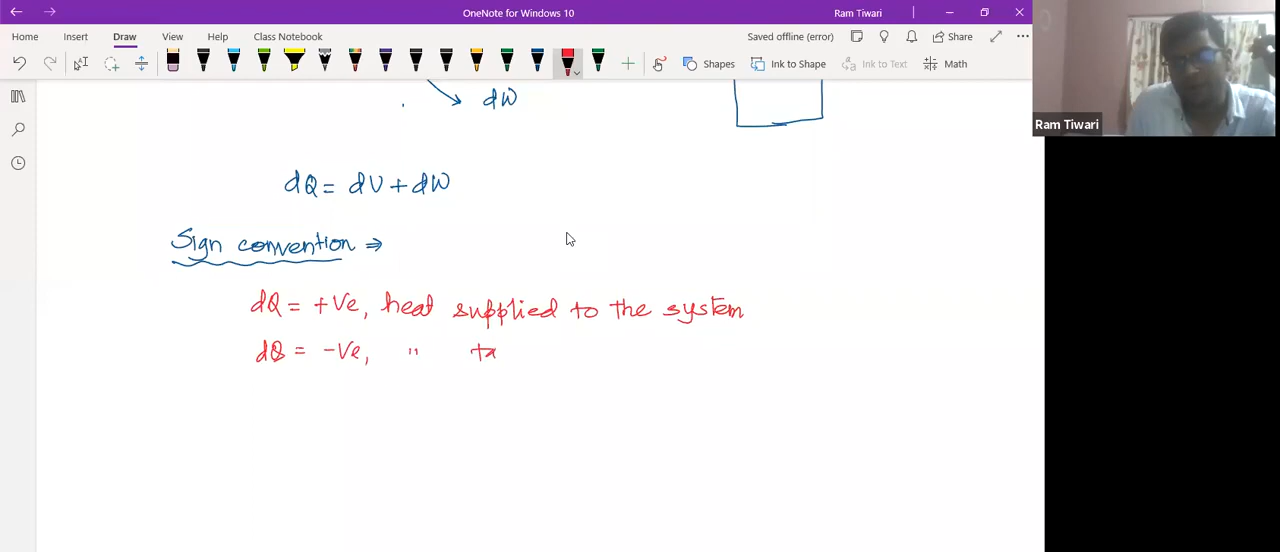 OneNote for Windows 10
Ram Tiwari
Home Insert Draw View Help Class Notebook
Saved offline (error)
Share
Shapes
Ink to Shape
Ink to Text
Math
Ram Tiwari
dW
dQ = dU + dW
Sign convention ⇒
dQ = +Ve, heat supplied to the system
dQ = -Ve, " ta